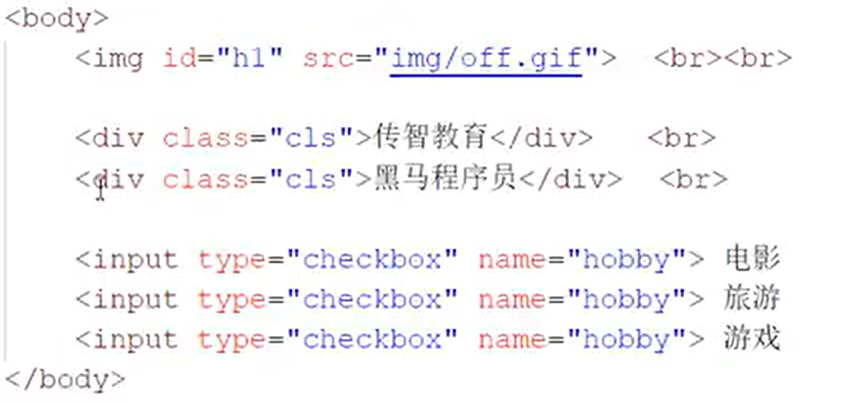 <body>
<img id="h1" src="img/off.gif"> <br><br>
<div class="cls">传智教育</div> <br>
<div class="cls">黑马程序员</div> <br>
<input type="checkbox" name="hobby"> 电影
<input type="checkbox" name="hobby"> 旅游
<input type="checkbox" name="hobby"> 游戏
</body>